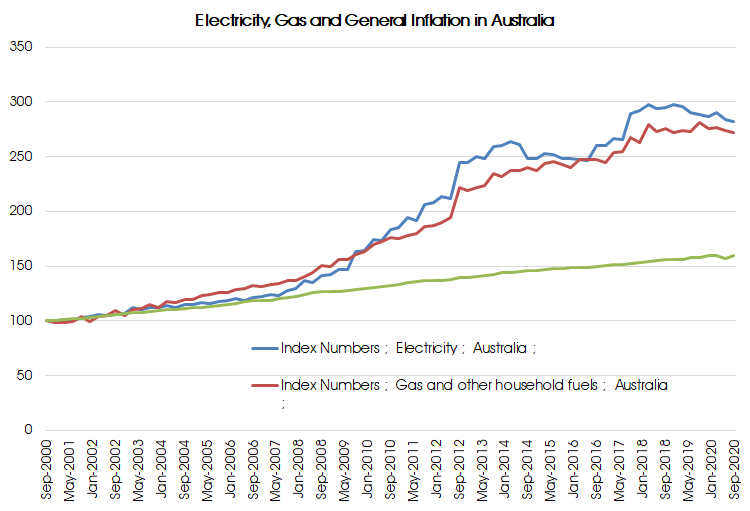 Electricity, Gas and General Inflation in Australia
350
300
250
200
150
100
50
0
Index Numbers ; Electricity ; Australia ;
Index Numbers ; Gas and other household fuels ; Australia
;
Sep-2000
May-2001
Jan-2002
Sep-2002
May-2003
Jan-2004
Sep-2004
May-2005
Jan-2006
Sep-2006
May-2007
Jan-2008
Sep-2008
May-2009
Jan-2010
Sep-2010
May-2011
Jan-2012
Sep-2012
May-2013
Jan-2014
Sep-2014
May-2015
Jan-2016
Sep-2016
May-2017
Jan-2018
Sep-2018
May-2019
Jan-2020
Sep-2020